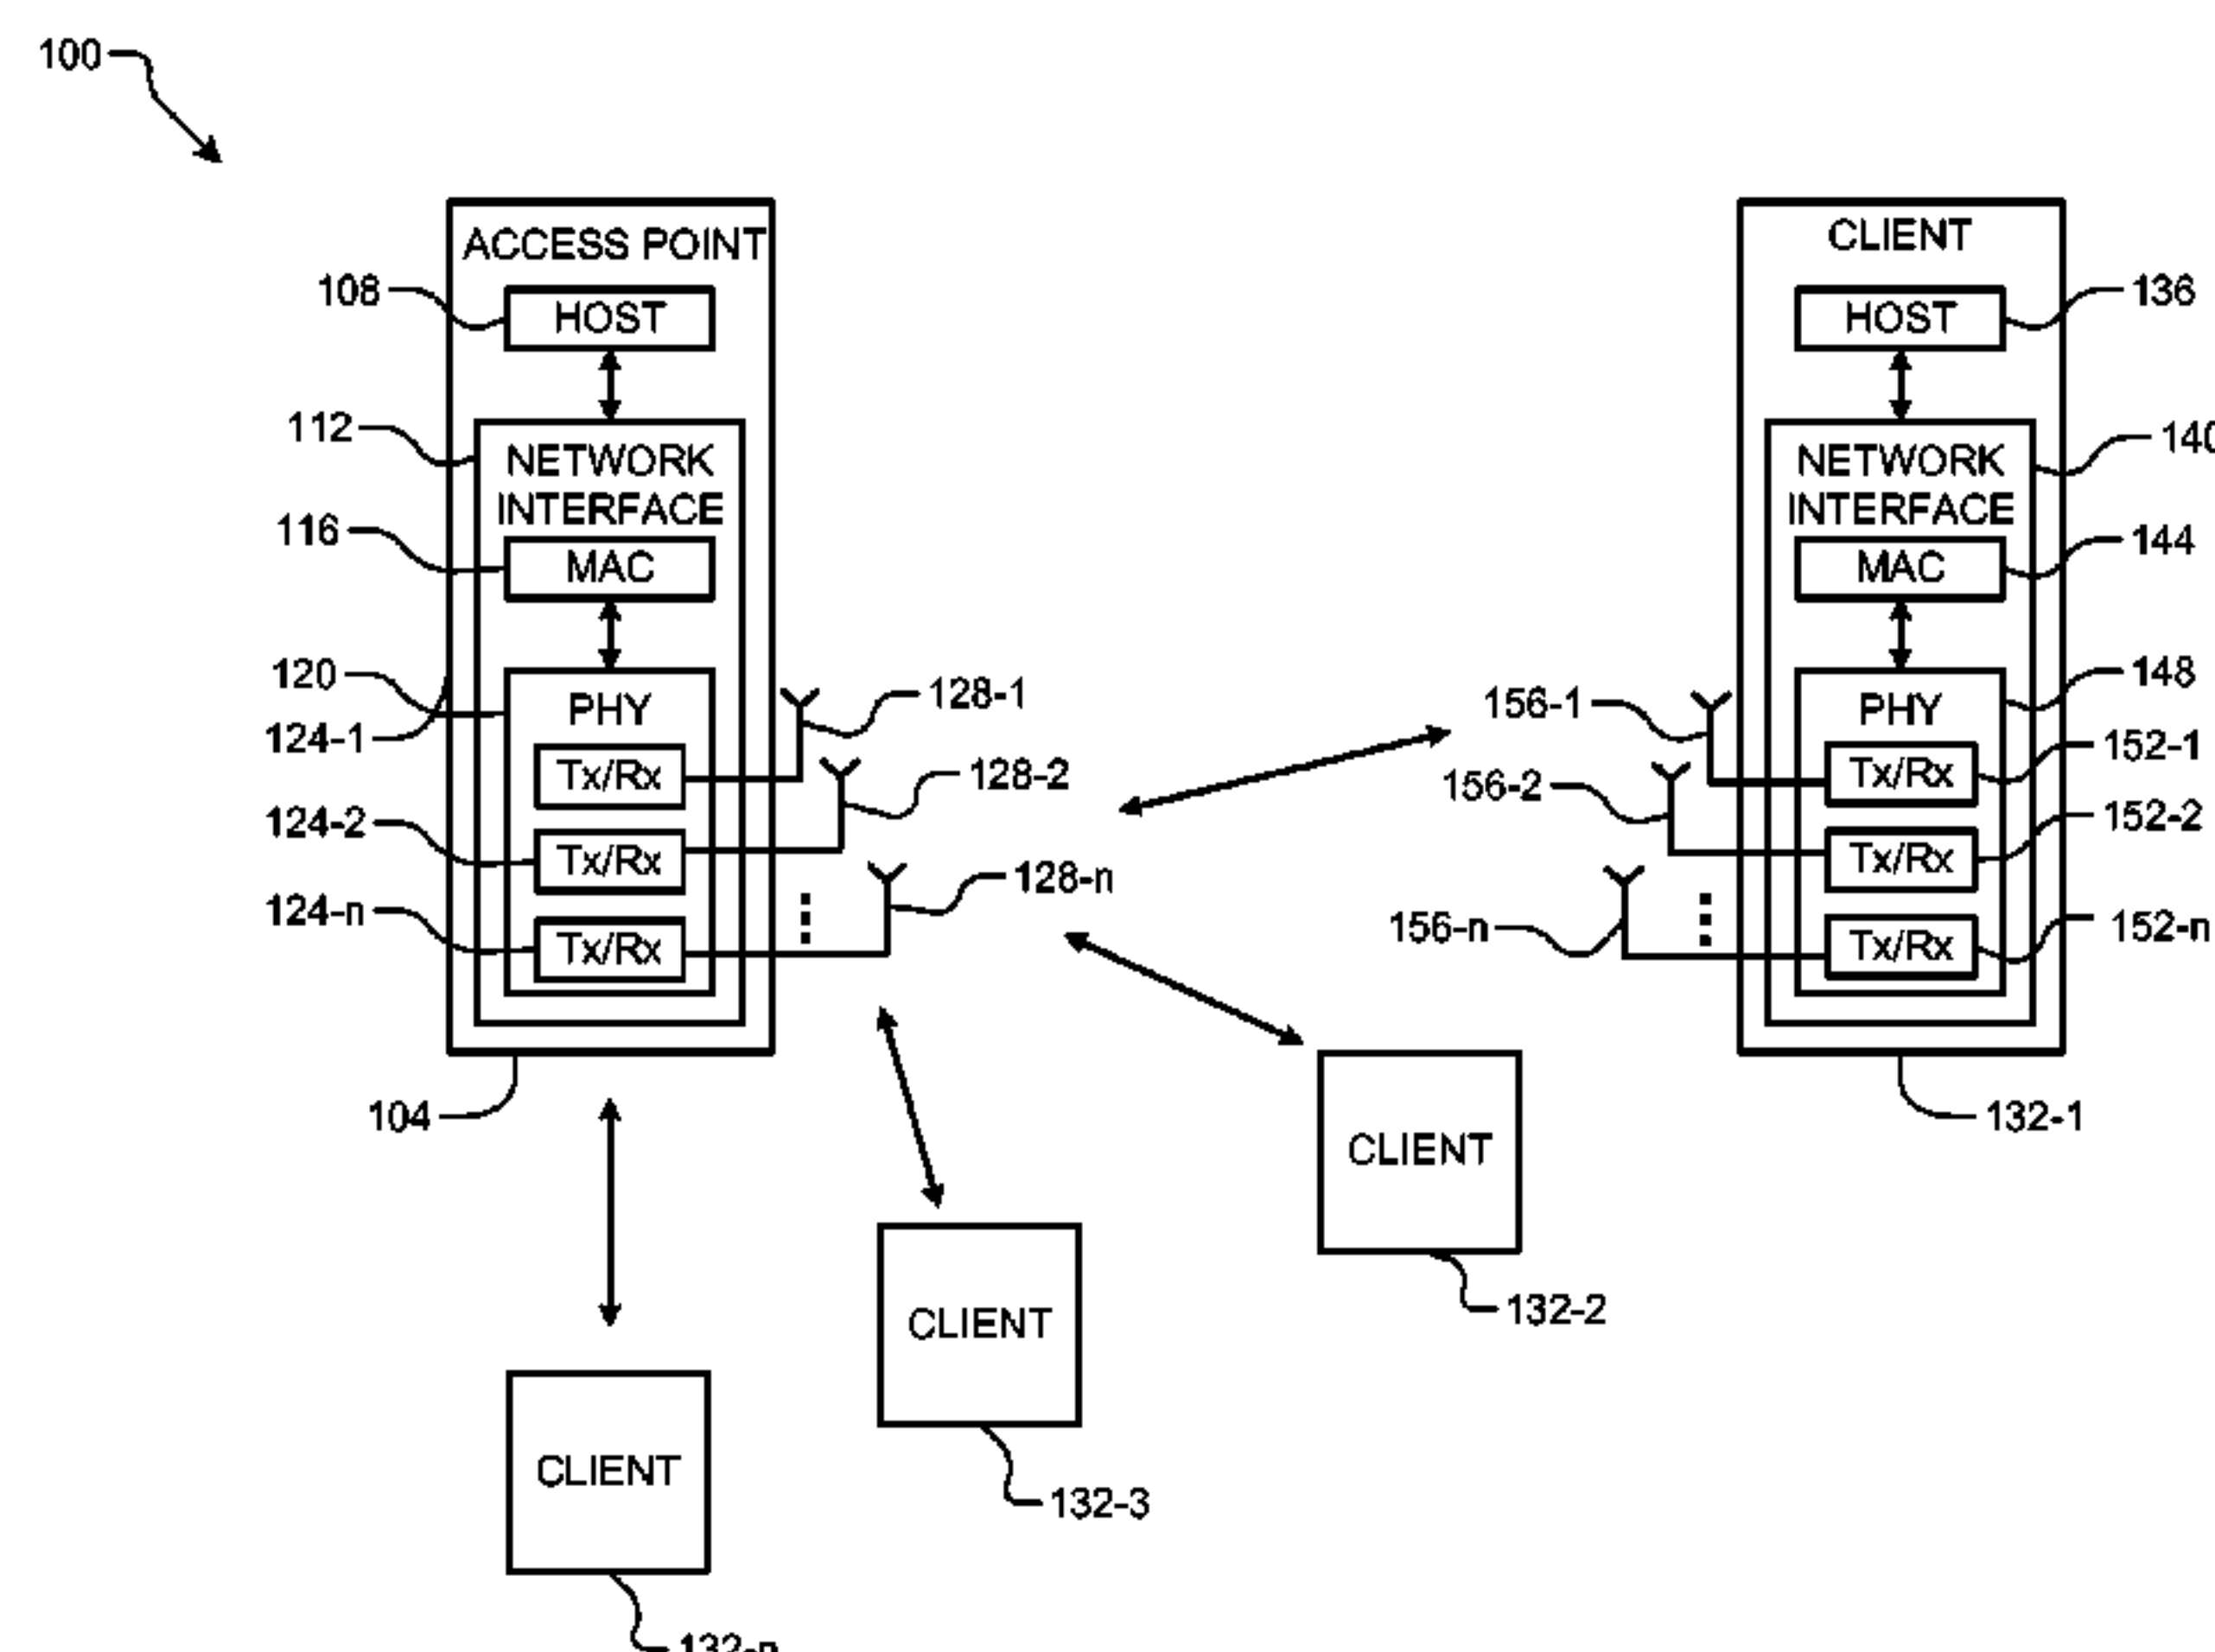 100
ACCESS POINT
108
HOST
112
NETWORK
INTERFACE
116
MAC
120
PHY
124-1
Tx/Rx
124-2
Tx/Rx
124-n
Tx/Rx
128-1
128-2
128-n
104
CLIENT
136
HOST
140
NETWORK
INTERFACE
144
MAC
148
PHY
156-1
152-1
Tx/Rx
156-2
152-2
Tx/Rx
156-n
152-n
Tx/Rx
132-1
CLIENT
132-2
CLIENT
132-3
CLIENT
132-n